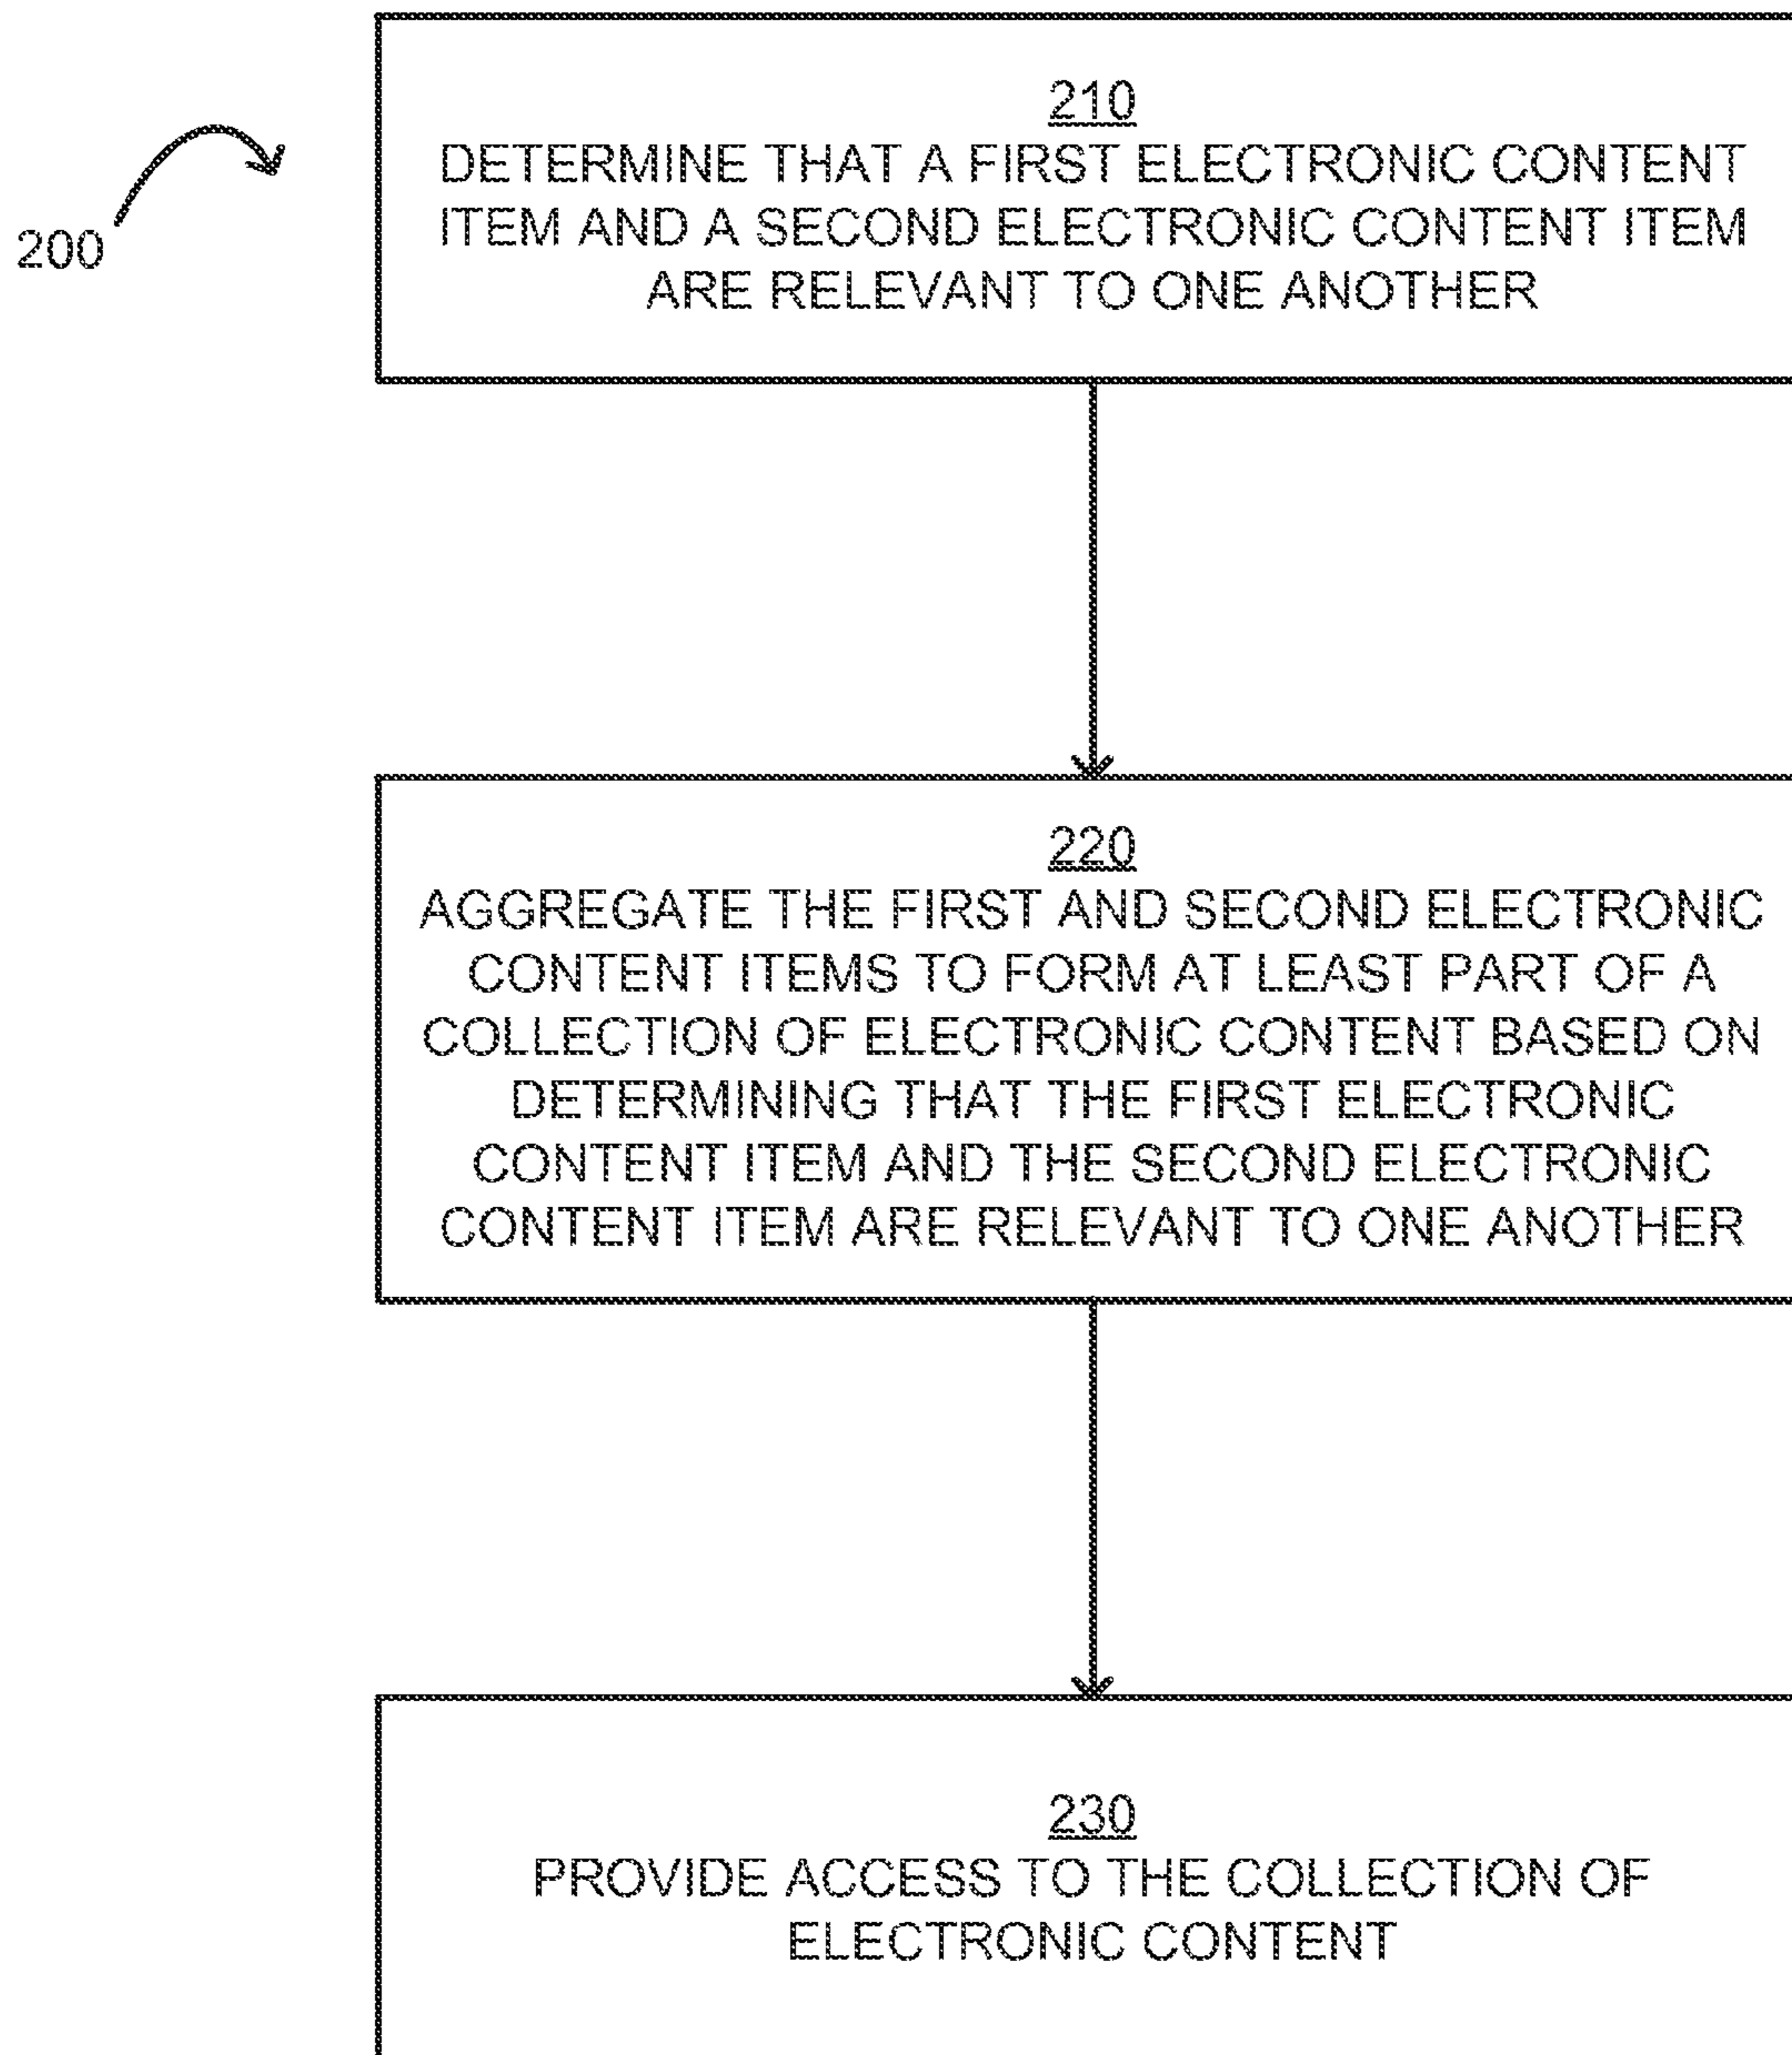 200
210
DETERMINE THAT A FIRST ELECTRONIC CONTENT
ITEM AND A SECOND ELECTRONIC CONTENT ITEM
ARE RELEVANT TO ONE ANOTHER
220
AGGREGATE THE FIRST AND SECOND ELECTRONIC
CONTENT ITEMS TO FORM AT LEAST PART OF A
COLLECTION OF ELECTRONIC CONTENT BASED ON
DETERMINING THAT THE FIRST ELECTRONIC
CONTENT ITEM AND THE SECOND ELECTRONIC
CONTENT ITEM ARE RELEVANT TO ONE ANOTHER
230
PROVIDE ACCESS TO THE COLLECTION OF
ELECTRONIC CONTENT